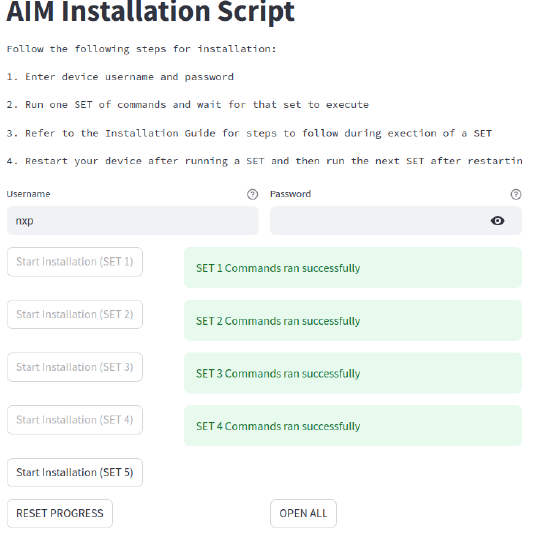 AIM Installation Script
Follow the following steps for installation:
1. Enter device username and password
2. Run one SET of commands and wait for that set to execute
3. Refer to the Installation Guide for steps to follow during exection of a SET
4. Restart your device after running a SET and then run the next SET after restartin
Username
Password
nxp
Start Installation (SET 1)
SET 1 Commands ran successfully
Start Installation (SET 2)
SET 2 Commands ran successfully
Start Installation (SET 3)
SET 3 Commands ran successfully
Start Installation (SET 4)
SET 4 Commands ran successfully
Start Installation (SET 5)
RESET PROGRESS
OPEN ALL